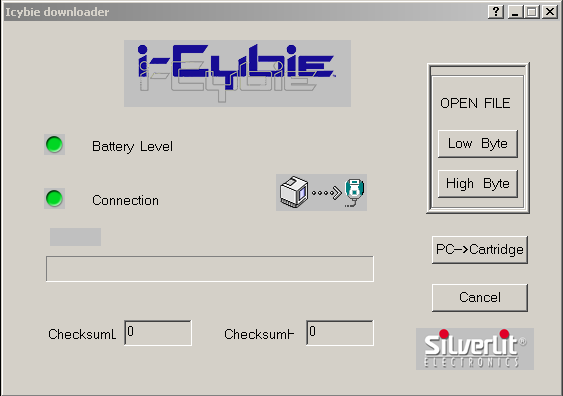 Icybie downloader
i-Cybie
Battery Level
Connection
OPEN FILE
Low Byte
High Byte
PC->Cartridge
Cancel
ChecksumL 0
ChecksumH 0
Silverlit®
ELECTRONICS